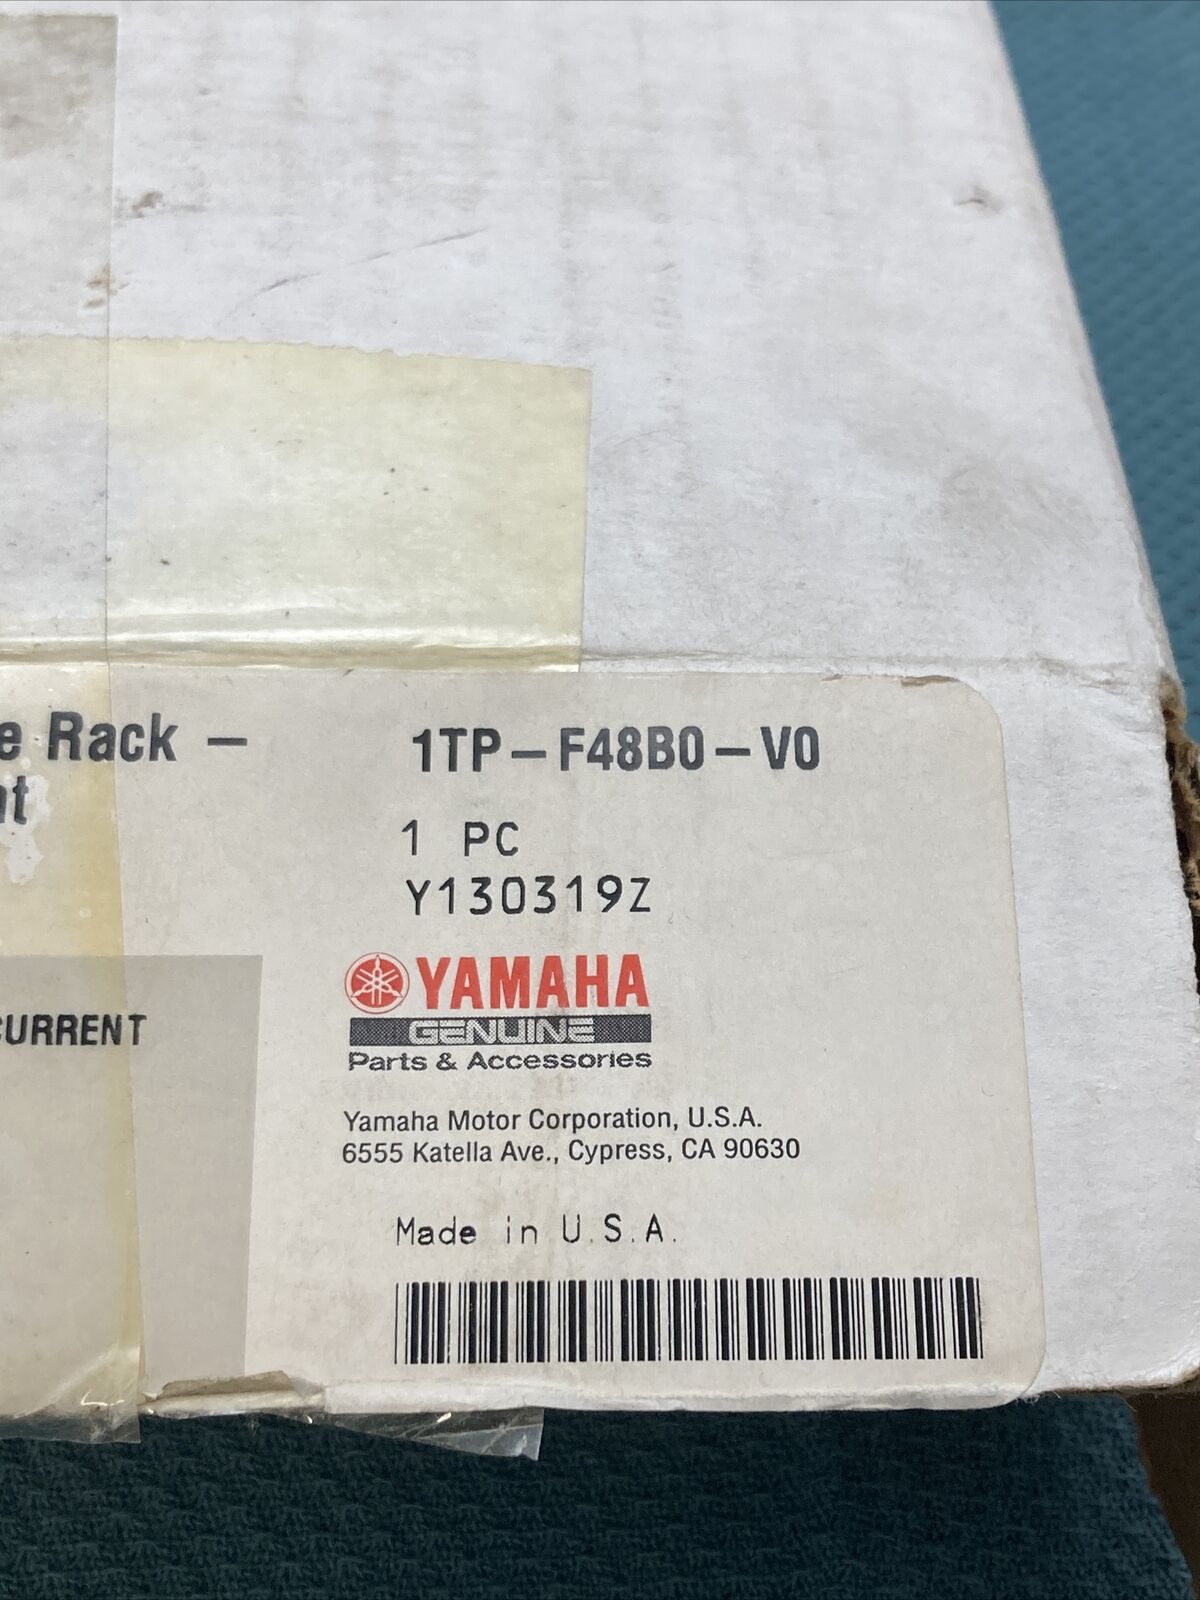 e Rack – 1TP–F48B0–V0
nt
1 PC
Y130319Z
YAMAHA
GENUINE
CURRENT
Parts & Accessories
Yamaha Motor Corporation, U.S.A.
6555 Katella Ave., Cypress, CA 90630
Made in U.S.A.